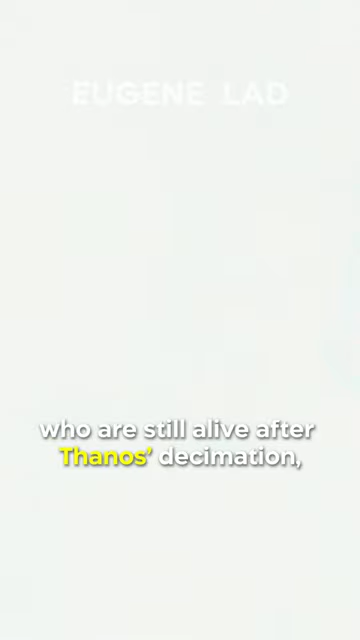 EUGENE LAD
who are still alive after
Thanos' decimation,